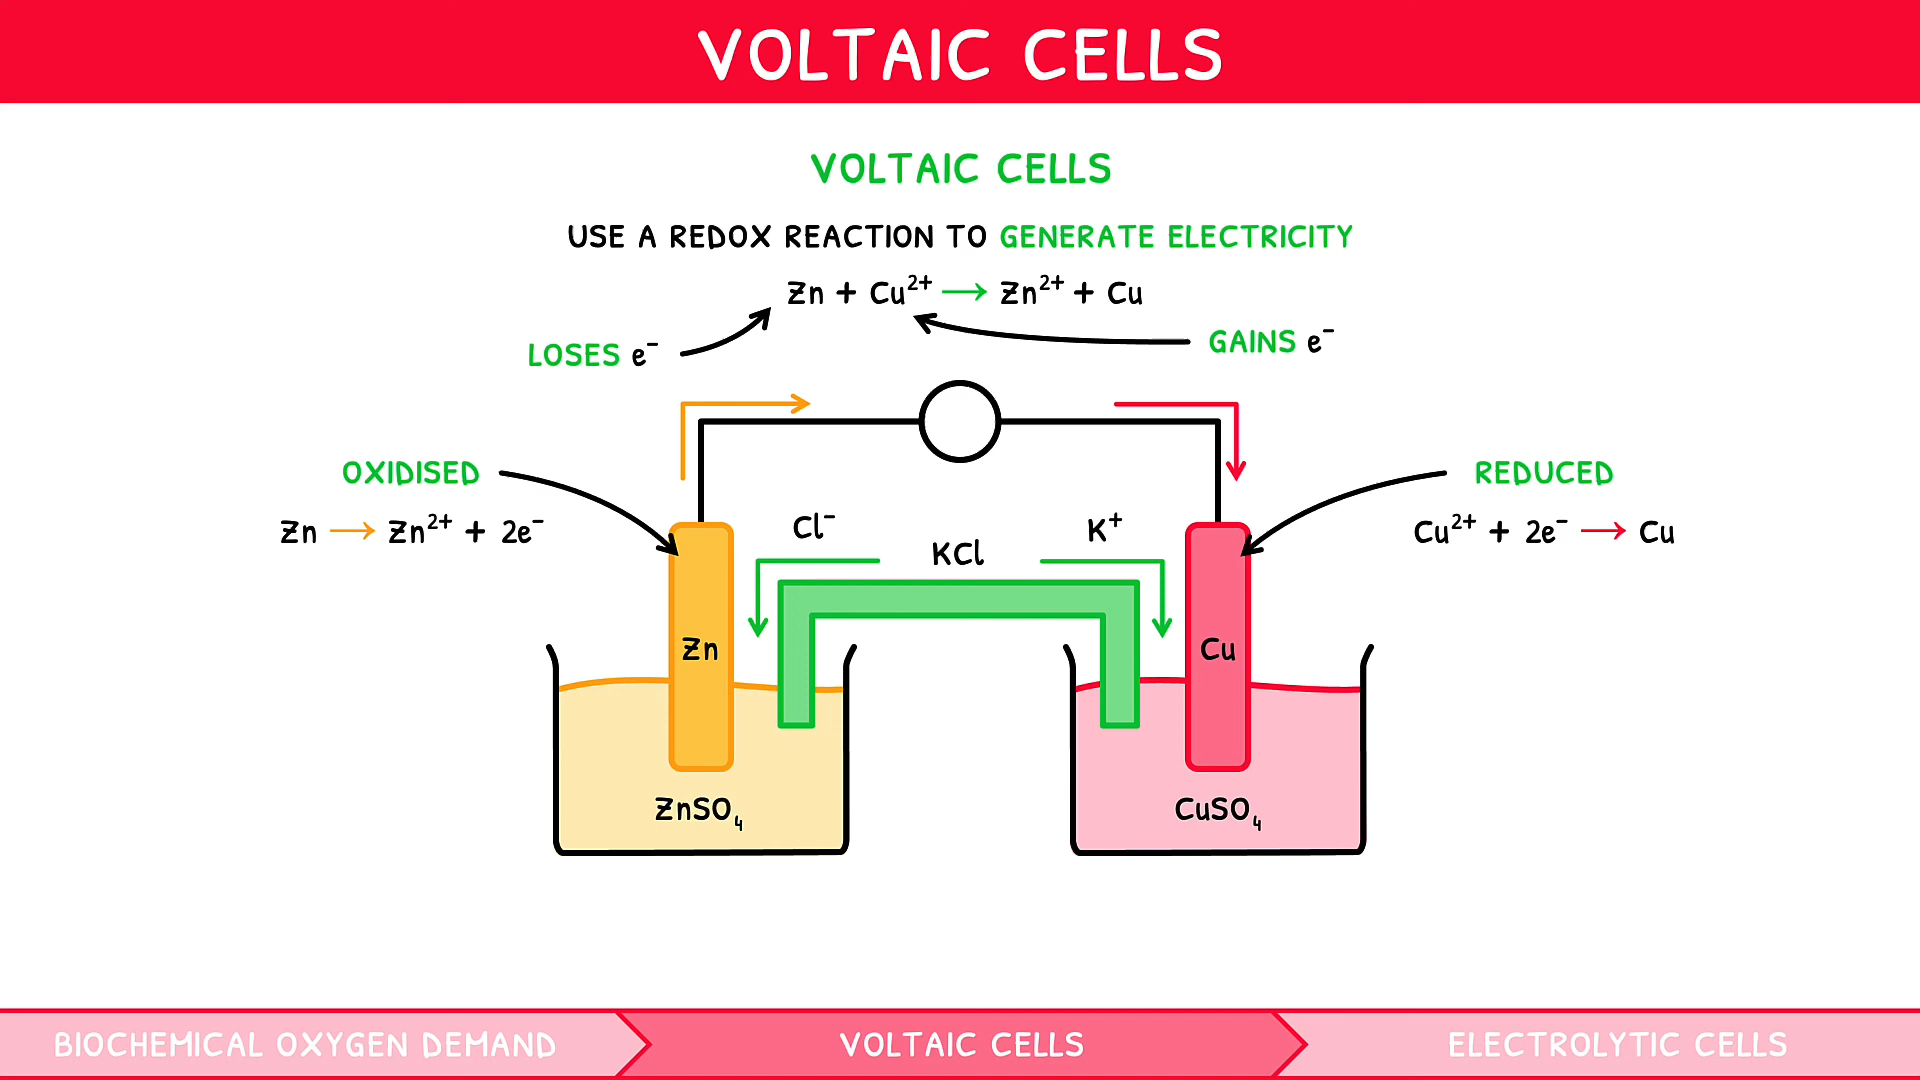 VOLTAIC CELLS
VOLTAIC CELLS
USE A REDOX REACTION TO GENERATE ELECTRICITY
Zn + Cu²⁺ → Zn²⁺ + Cu
LOSES e⁻
GAINS e⁻
OXIDISED
REDUCED
Zn → Zn²⁺ + 2e⁻
Cl⁻
KCl
K⁺
Cu²⁺ + 2e⁻ → Cu
Zn
Cu
ZnSO₄
CuSO₄
BIOCHEMICAL OXYGEN DEMAND
VOLTAIC CELLS
ELECTROLYTIC CELLS